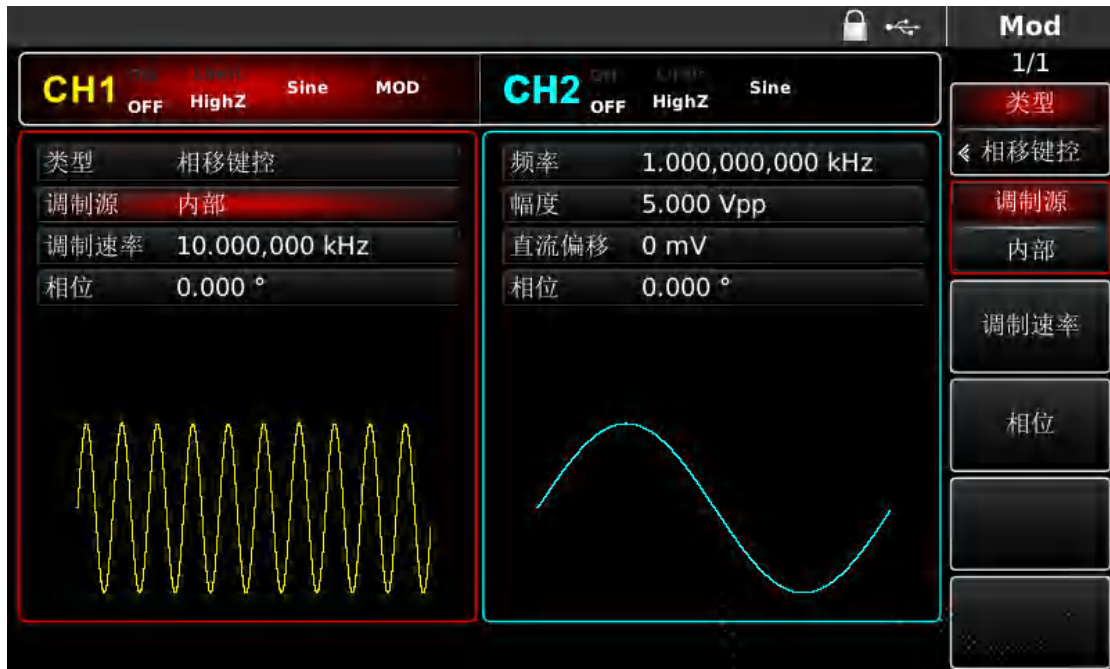 Mod
1/1
CH1 OFF HighZ Sine MOD
CH2 OFF HighZ Sine
类型 相移键控
调制源 内部
调制速率 10.000,000 kHz
相位 0.000 °
频率 1.000,000,000 kHz
幅度 5.000 Vpp
直流偏移 0 mV
相位 0.000 °
类型
相移键控
调制源
内部
调制速率
相位